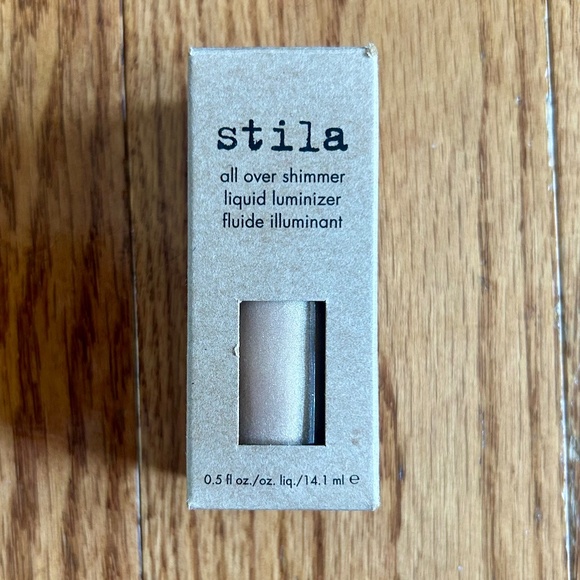 stila
all over shimmer
liquid luminizer
fluide illuminant
0.5 fl oz./oz. liq./14.1 ml ℮